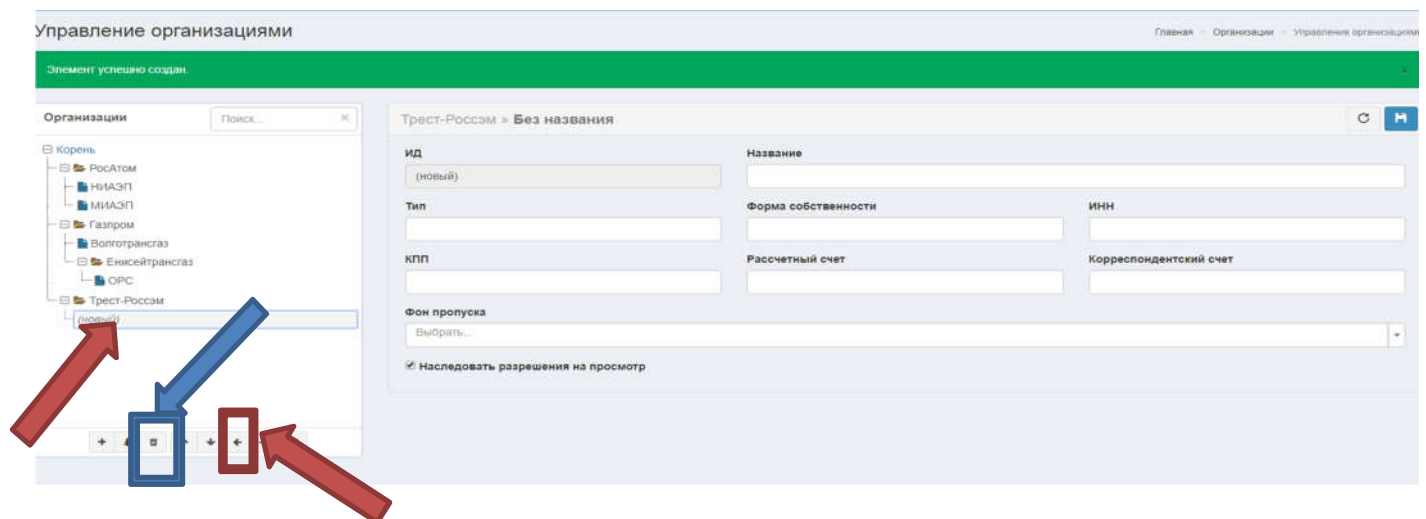 Управление организациями
Главная
Организации
Управление организациями
Элемент успешно создан.
Организации
Поиск...
Корень
РосАтом
НИАЭП
МИАЭП
Газпром
Волготрансгаз
Енисейтрансгаз
ОРС
Трест-Россэм
(новый)
Трест-Россэм » Без названия
ИД
Название
(новый)
Тип
Форма собственности
ИНН
КПП
Рассчетный счет
Корреспондентский счет
Фон пропуска
Выбрать...
Наследовать разрешения на просмотр